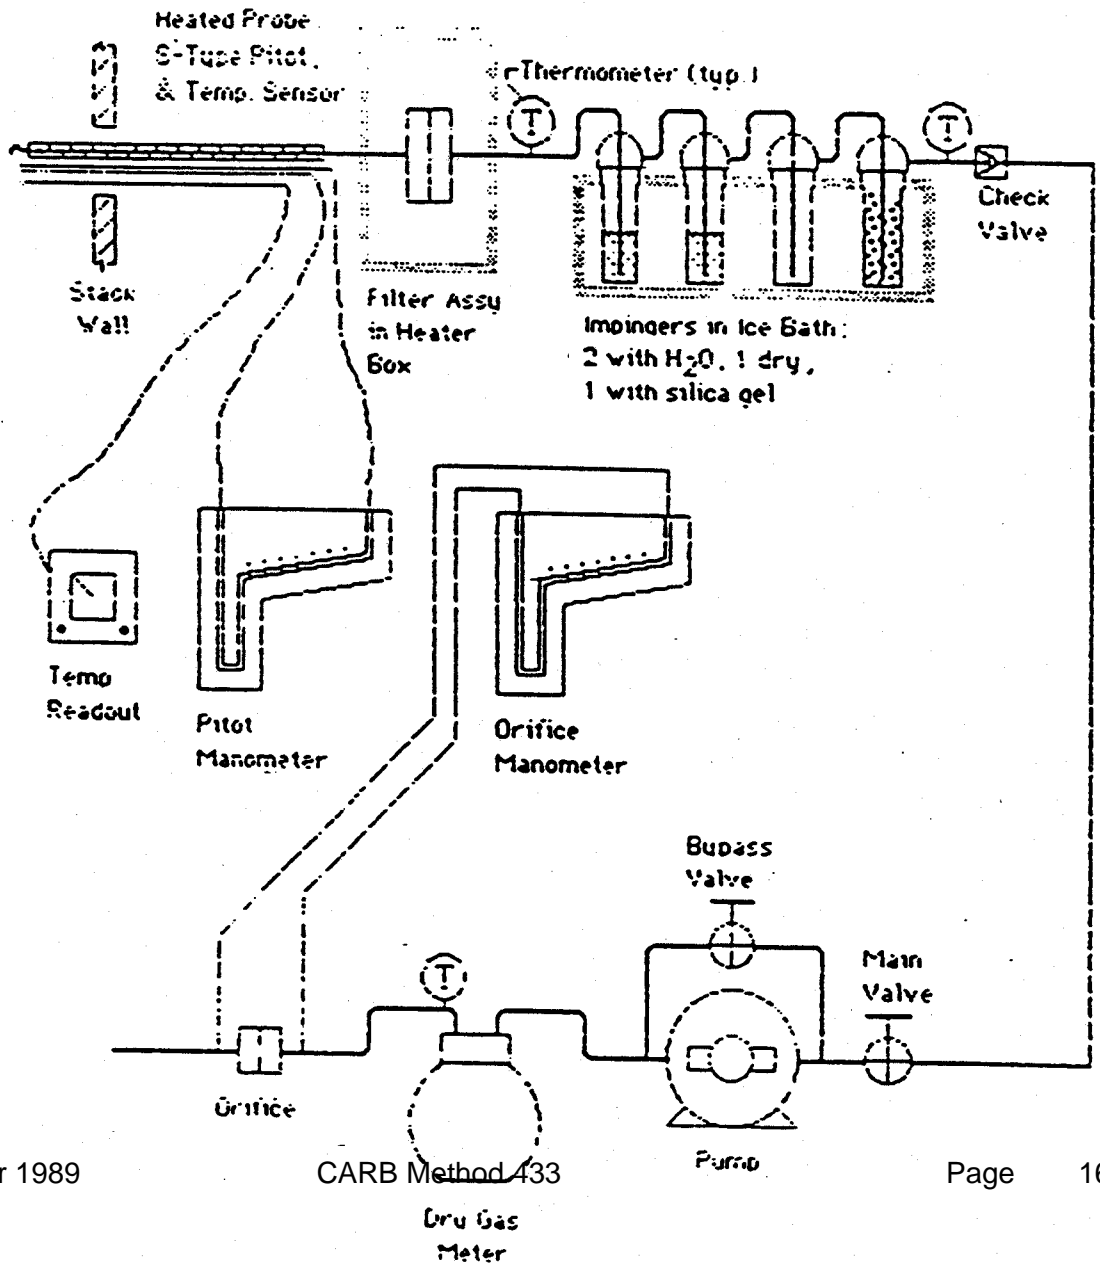 Heated Probe
S-Type Pitot,
& Temp. Sensor
Thermometer (typ.)
T
T
Check
Valve
Stack
Wall
Filter Assy
in Heater
Box
Impingers in Ice Bath:
2 with H₂O, 1 dry,
1 with silica gel
Temp
Readout
Pitot
Manometer
Orifice
Manometer
Bypass
Valve
Main
Valve
T
Orifice
Pump
r 1989
CARB Method 433
Page 16
Dry Gas
Meter